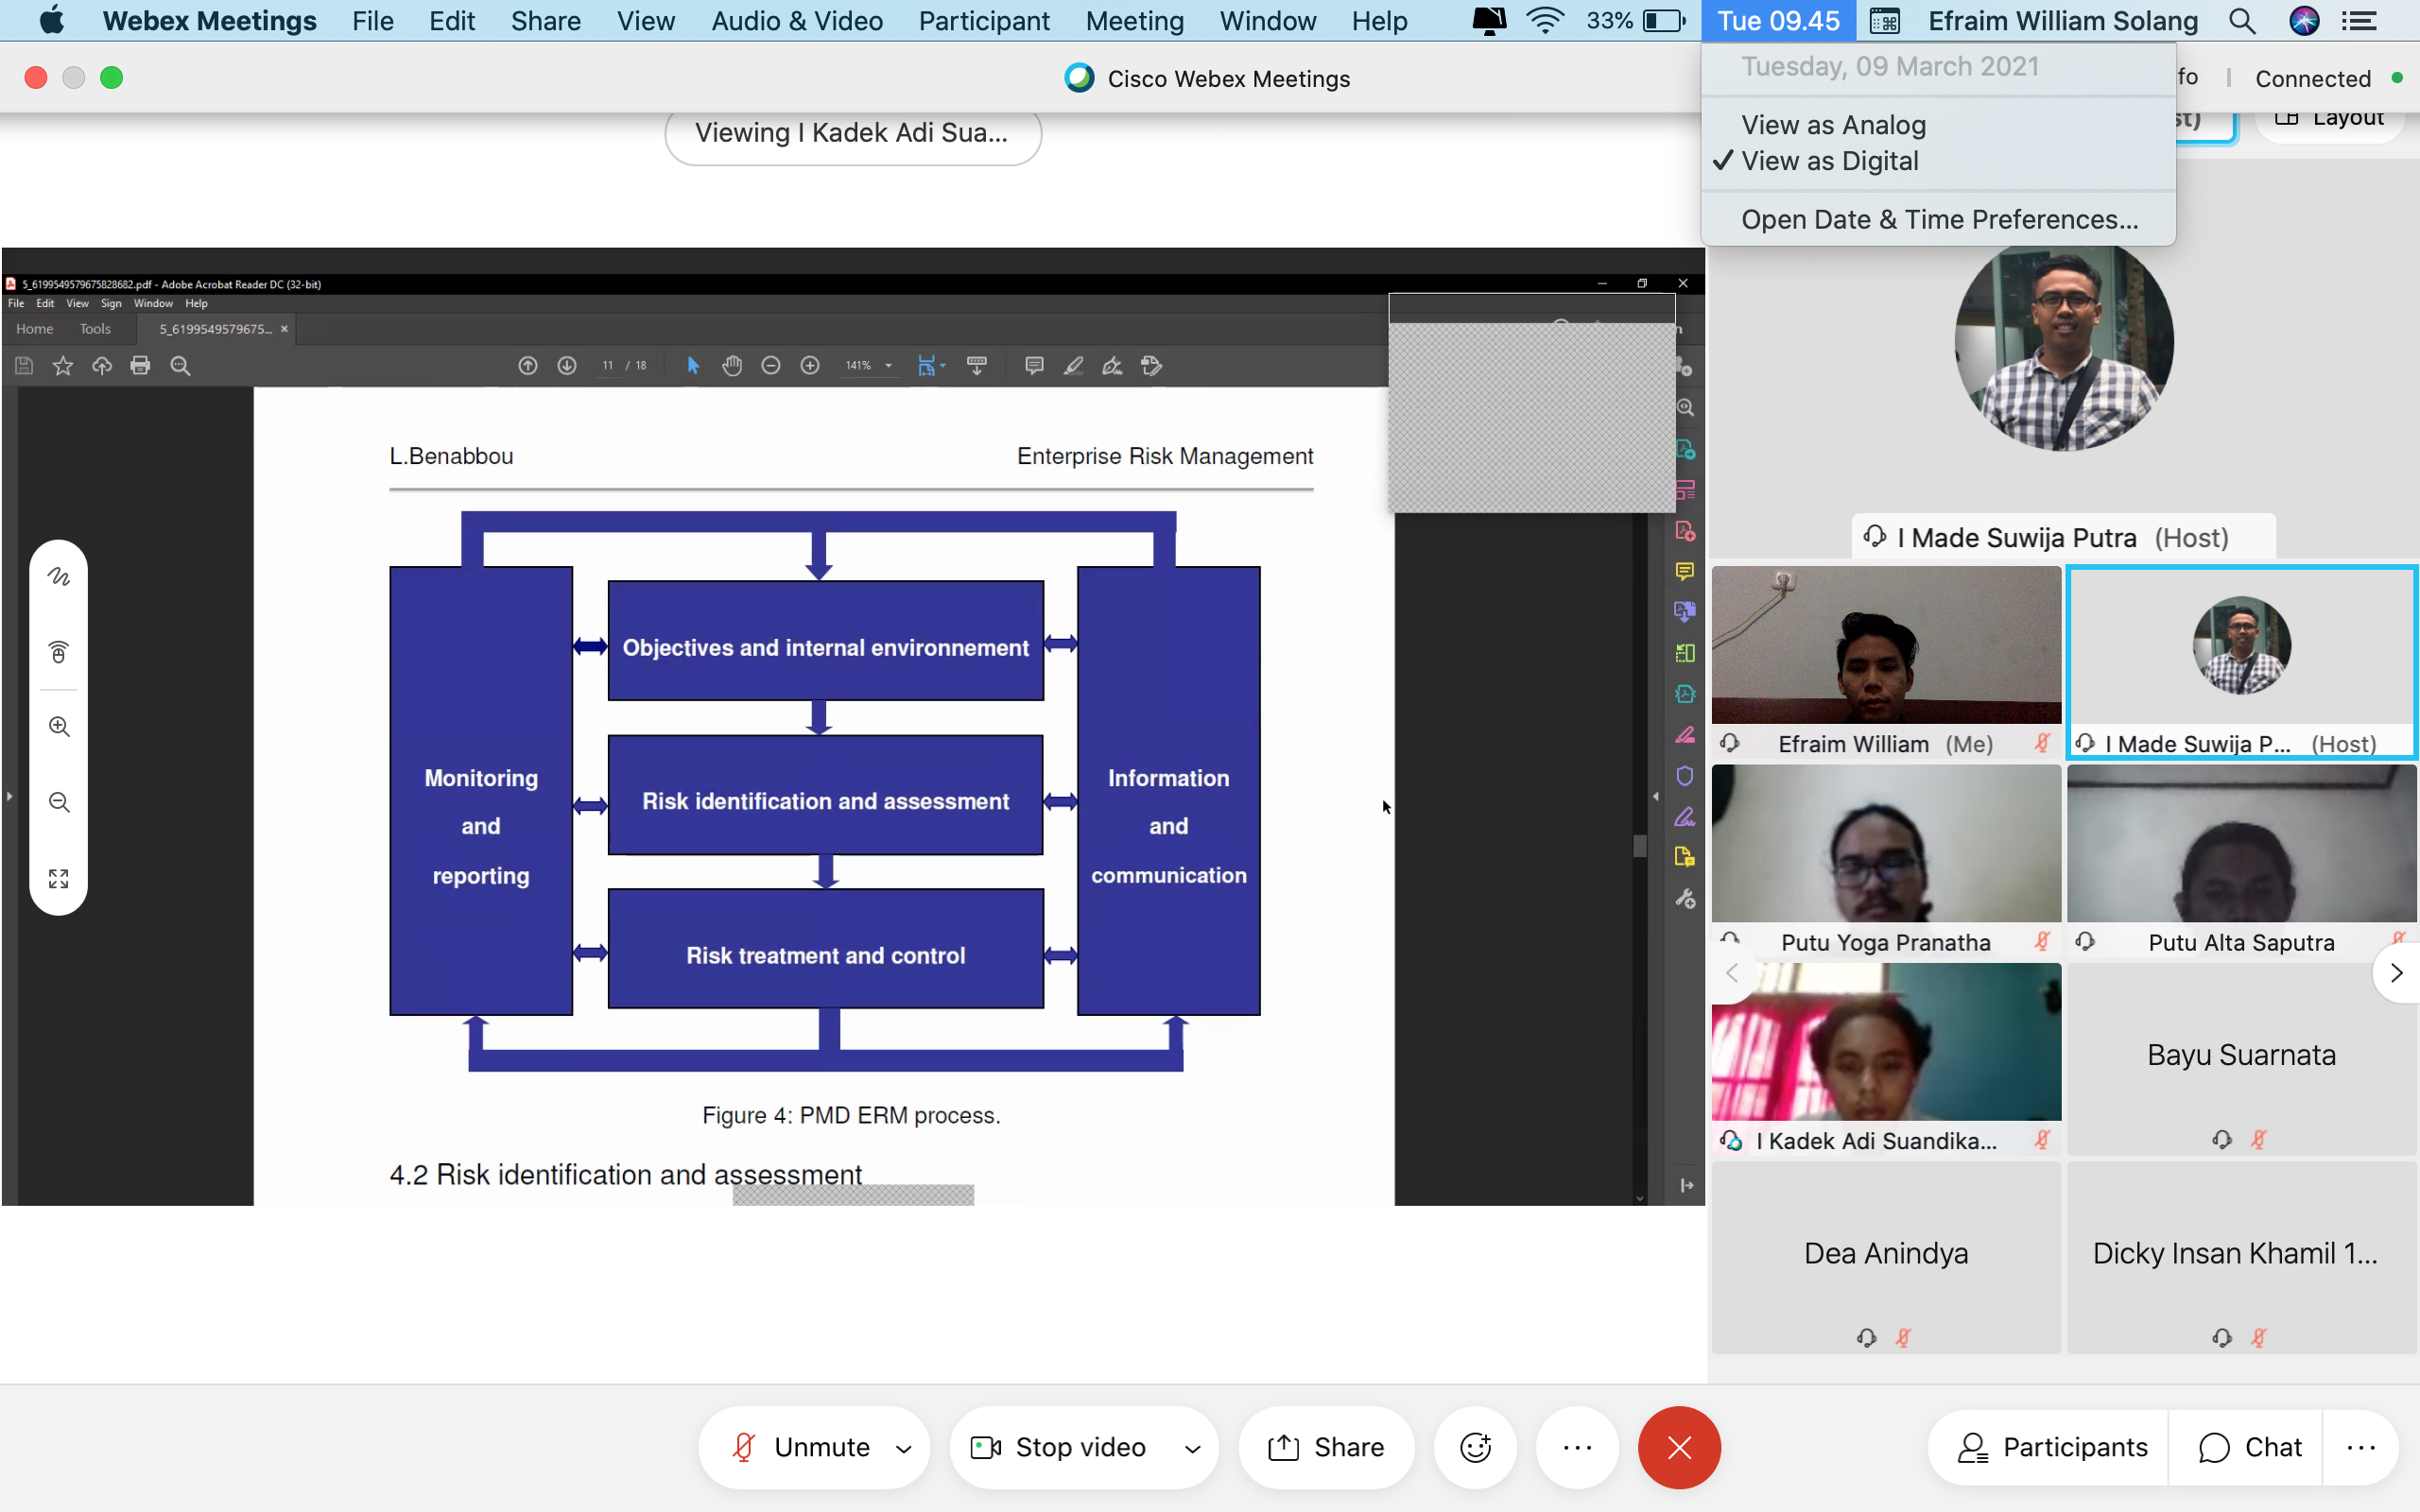 Webex Meetings File Edit Share View Audio & Video Participant Meeting Window Help 33% Tue 09.45 Efraim William Solang
Tuesday, 09 March 2021
View as Analog
✓ View as Digital
Open Date & Time Preferences...
Cisco Webex Meetings
fo | Connected
Viewing I Kadek Adi Sua...
st) Layout
5_6199549579675828682.pdf - Adobe Acrobat Reader DC (32-bit)
File Edit View Sign Window Help
Home Tools 5_6199549579675... ×
11 / 18 141%
L.Benabbou Enterprise Risk Management
Objectives and internal environnement
Risk identification and assessment
Risk treatment and control
Monitoring
and
reporting
Information
and
communication
Figure 4: PMD ERM process.
4.2 Risk identification and assessment
I Made Suwija Putra (Host)
Efraim William (Me)
I Made Suwija P... (Host)
Putu Yoga Pranatha
Putu Alta Saputra
I Kadek Adi Suandika...
Bayu Suarnata
Dea Anindya
Dicky Insan Khamil 1...
Unmute Stop video Share Participants Chat